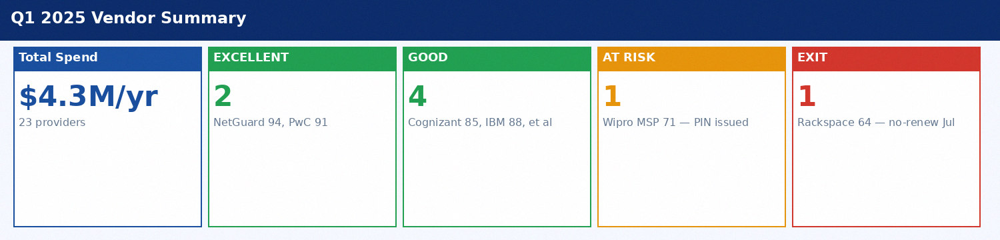 Q1 2025 Vendor Summary
Total Spend
$4.3M/yr
23 providers
EXCELLENT
2
NetGuard 94, PwC 91
GOOD
4
Cognizant 85, IBM 88, et al
AT RISK
1
Wipro MSP 71 — PIN issued
EXIT
1
Rackspace 64 — no-renew Jul